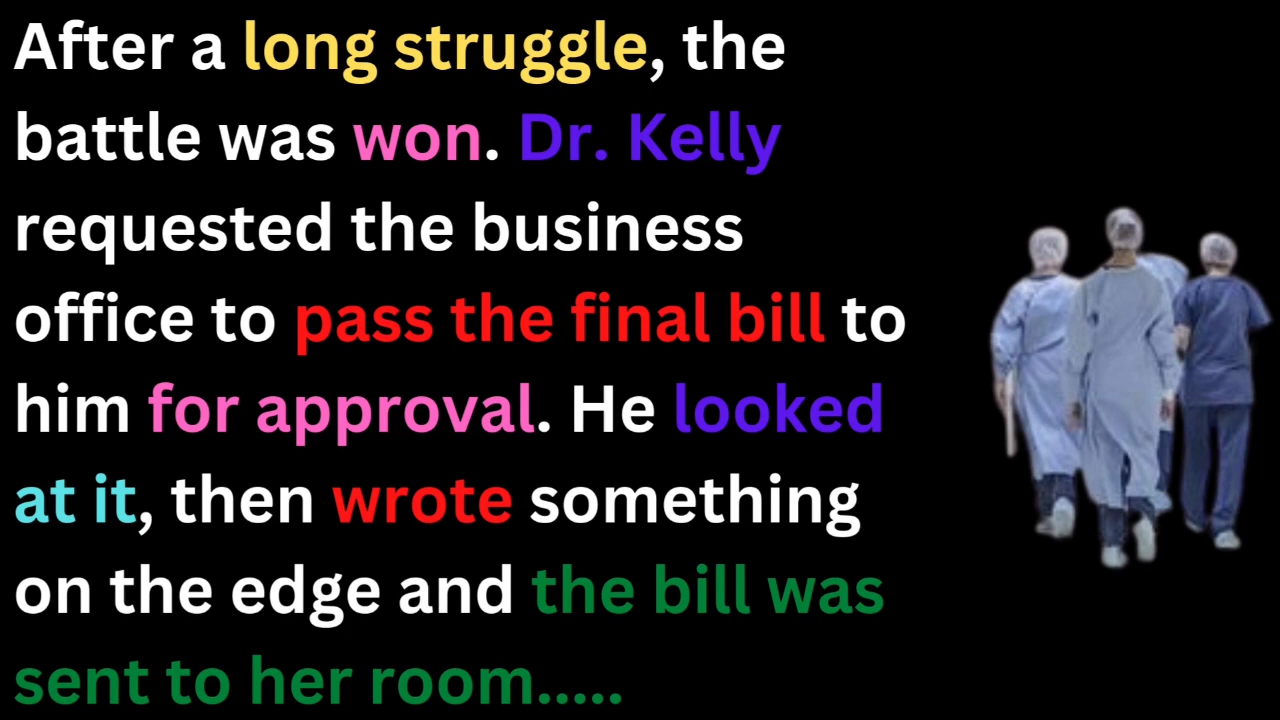 After a long struggle, the
battle was won. Dr. Kelly
requested the business
office to pass the final bill to
him for approval. He looked
at it, then wrote something
on the edge and the bill was
sent to her room.....